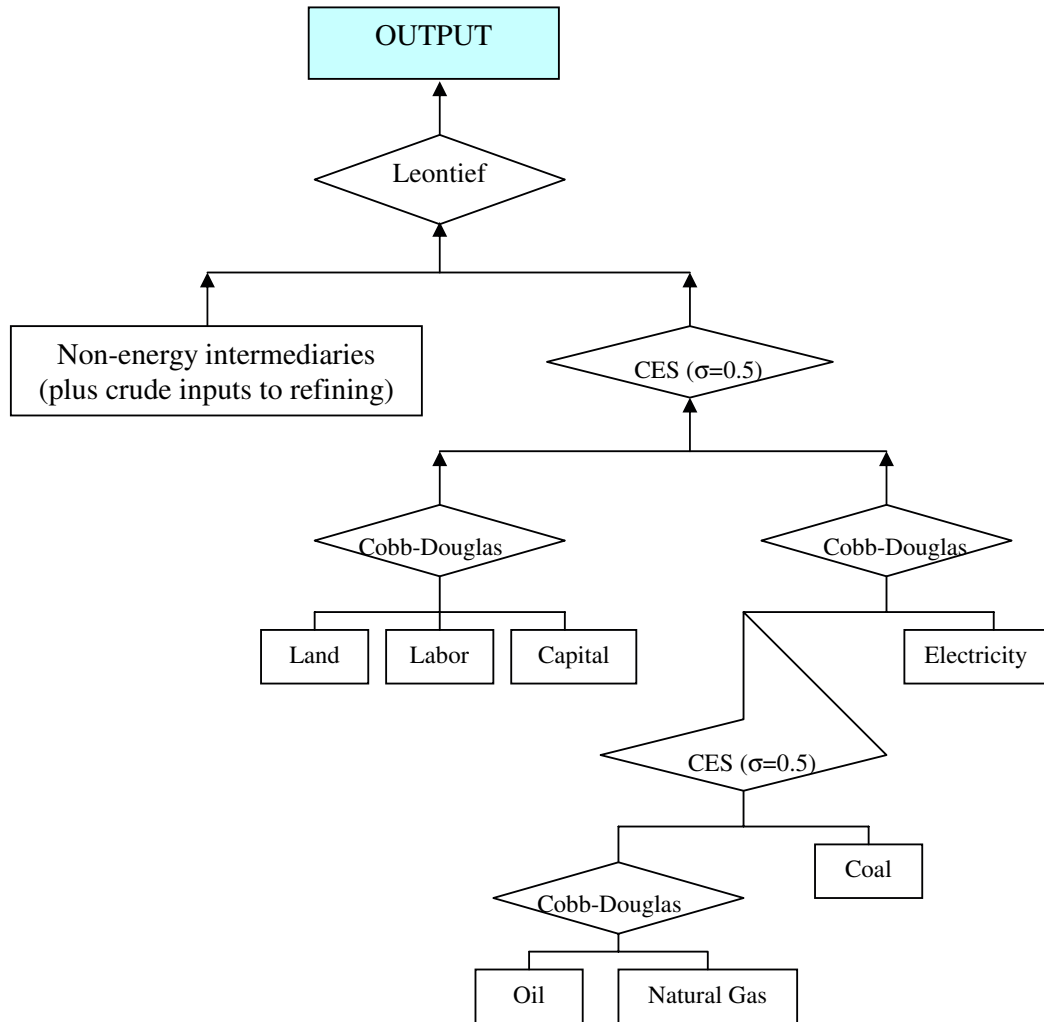 OUTPUT
Leontief
Non-energy intermediaries
(plus crude inputs to refining)
CES (σ=0.5)
Cobb-Douglas
Cobb-Douglas
Land
Labor
Capital
Electricity
CES (σ=0.5)
Coal
Cobb-Douglas
Oil
Natural Gas